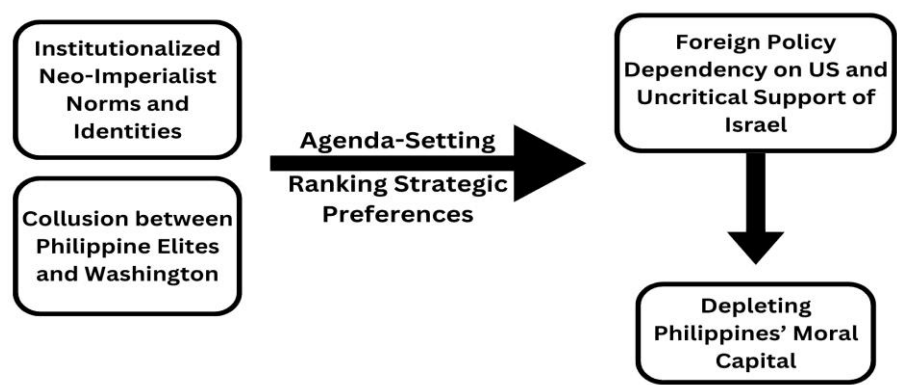 Institutionalized
Neo-Imperialist
Norms and
Identities
Collusion between
Philippine Elites
and Washington
Agenda-Setting
Ranking Strategic
Preferences
Foreign Policy
Dependency on US and
Uncritical Support of
Israel
Depleting
Philippines’ Moral
Capital